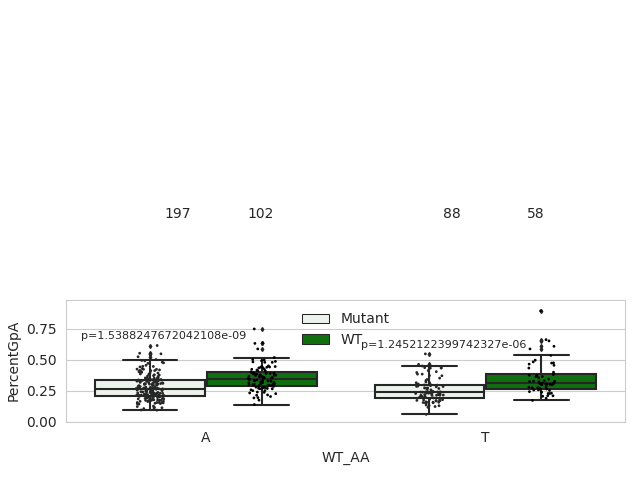 197 102 88 58
Mutant
WT
0.75
0.50
0.25
0.00
PercentGpA
p=1.5388247672042108e-09
p=1.2452122399742327e-06
A T
WT_AA